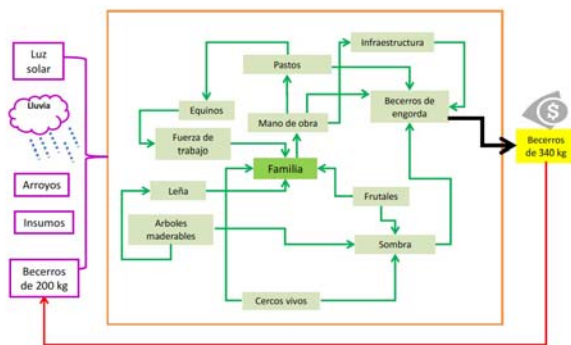 Luz
solar
Lluvia
Arroyos
Insumos
Becerros
de 200 kg
Infraestructura
Pastos
Equinos
Mano de obra
Becerros de
engorda
Fuerza de
trabajo
Familia
Leña
Frutales
Arboles
maderables
Sombra
Cercos vivos
$
Becerros
de 340 kg